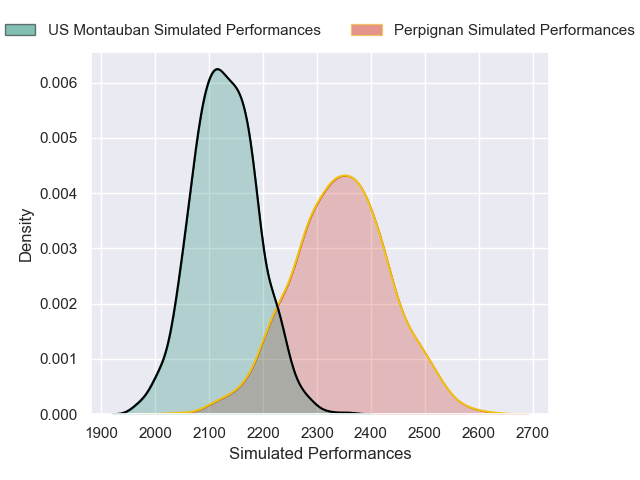 US Montauban Simulated Performances
Perpignan Simulated Performances
Density
0.006
0.005
0.004
0.003
0.002
0.001
0.000
1900 2000 2100 2200 2300 2400 2500 2600 2700
Simulated Performances